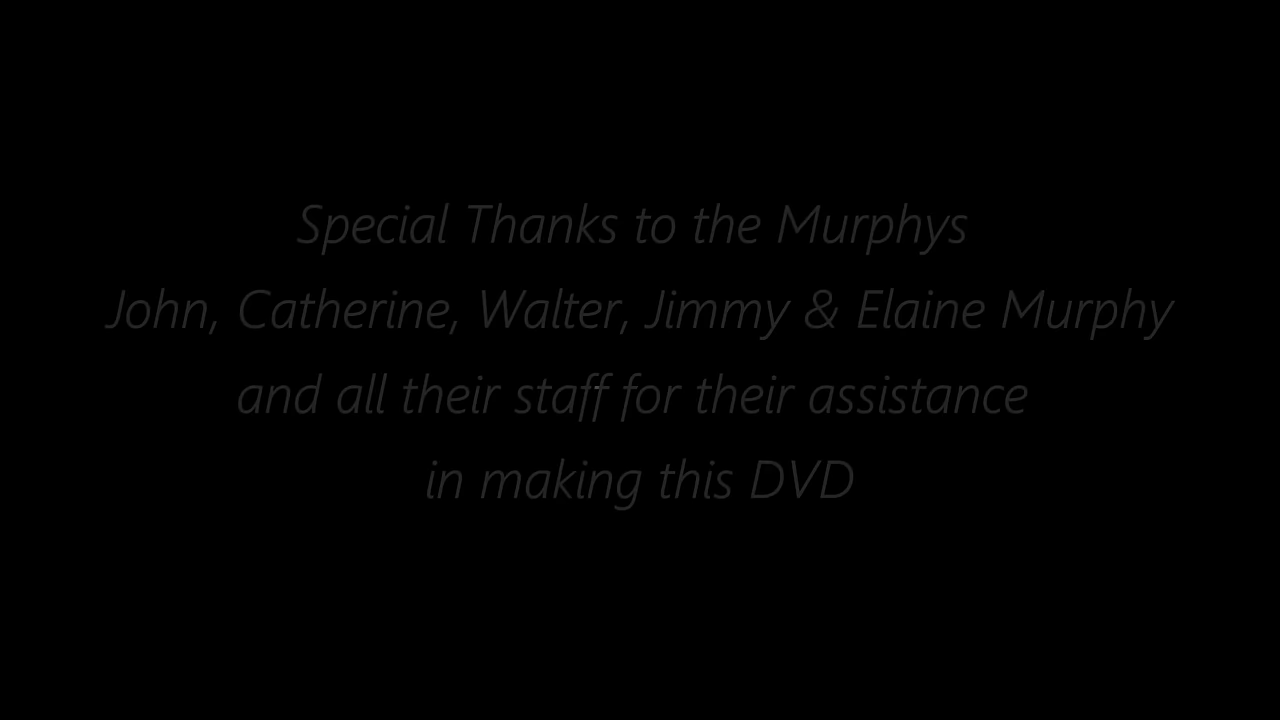 Special Thanks to the Murphys
John, Catherine, Walter, Jimmy & Elaine Murphy
and all their staff for their assistance
in making this DVD